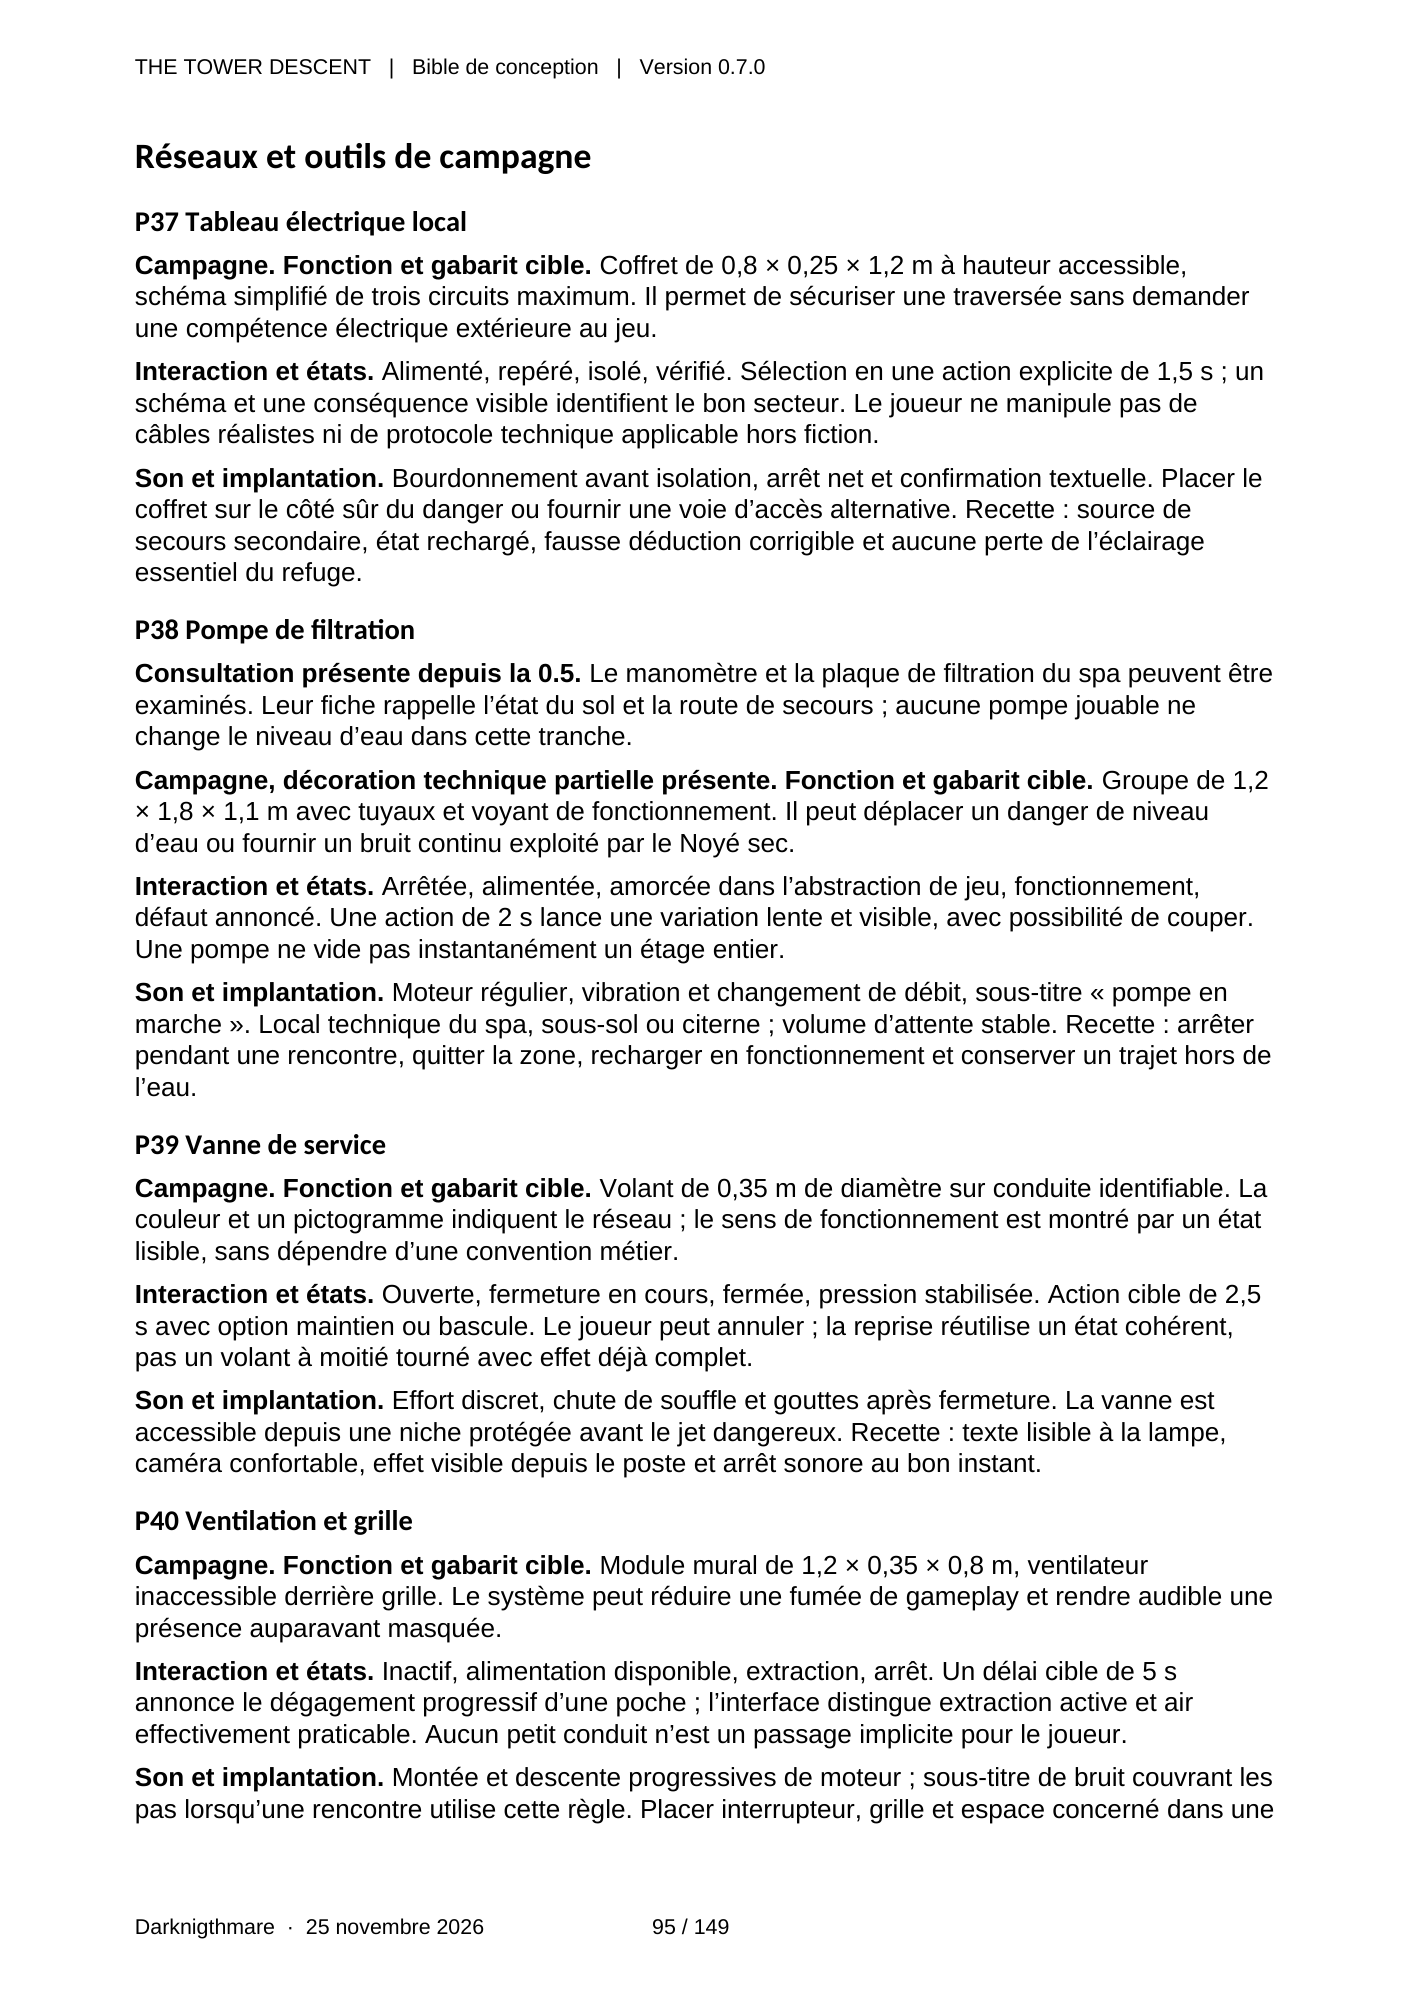 THE TOWER DESCENT | Bible de conception | Version 0.7.0
Réseaux et outils de campagne
P37 Tableau électrique local
Campagne. Fonction et gabarit cible. Coffret de 0,8 × 0,25 × 1,2 m à hauteur accessible,
schéma simplifié de trois circuits maximum. Il permet de sécuriser une traversée sans demander
une compétence électrique extérieure au jeu.
Interaction et états. Alimenté, repéré, isolé, vérifié. Sélection en une action explicite de 1,5 s ; un
schéma et une conséquence visible identifient le bon secteur. Le joueur ne manipule pas de
câbles réalistes ni de protocole technique applicable hors fiction.
Son et implantation. Bourdonnement avant isolation, arrêt net et confirmation textuelle. Placer le
coffret sur le côté sûr du danger ou fournir une voie d’accès alternative. Recette : source de
secours secondaire, état rechargé, fausse déduction corrigible et aucune perte de l’éclairage
essentiel du refuge.
P38 Pompe de filtration
Consultation présente depuis la 0.5. Le manomètre et la plaque de filtration du spa peuvent être
examinés. Leur fiche rappelle l’état du sol et la route de secours ; aucune pompe jouable ne
change le niveau d’eau dans cette tranche.
Campagne, décoration technique partielle présente. Fonction et gabarit cible. Groupe de 1,2
× 1,8 × 1,1 m avec tuyaux et voyant de fonctionnement. Il peut déplacer un danger de niveau
d’eau ou fournir un bruit continu exploité par le Noyé sec.
Interaction et états. Arrêtée, alimentée, amorcée dans l’abstraction de jeu, fonctionnement,
défaut annoncé. Une action de 2 s lance une variation lente et visible, avec possibilité de couper.
Une pompe ne vide pas instantanément un étage entier.
Son et implantation. Moteur régulier, vibration et changement de débit, sous-titre « pompe en
marche ». Local technique du spa, sous-sol ou citerne ; volume d’attente stable. Recette : arrêter
pendant une rencontre, quitter la zone, recharger en fonctionnement et conserver un trajet hors de
l’eau.
P39 Vanne de service
Campagne. Fonction et gabarit cible. Volant de 0,35 m de diamètre sur conduite identifiable. La
couleur et un pictogramme indiquent le réseau ; le sens de fonctionnement est montré par un état
lisible, sans dépendre d’une convention métier.
Interaction et états. Ouverte, fermeture en cours, fermée, pression stabilisée. Action cible de 2,5
s avec option maintien ou bascule. Le joueur peut annuler ; la reprise réutilise un état cohérent,
pas un volant à moitié tourné avec effet déjà complet.
Son et implantation. Effort discret, chute de souffle et gouttes après fermeture. La vanne est
accessible depuis une niche protégée avant le jet dangereux. Recette : texte lisible à la lampe,
caméra confortable, effet visible depuis le poste et arrêt sonore au bon instant.
P40 Ventilation et grille
Campagne. Fonction et gabarit cible. Module mural de 1,2 × 0,35 × 0,8 m, ventilateur
inaccessible derrière grille. Le système peut réduire une fumée de gameplay et rendre audible une
présence auparavant masquée.
Interaction et états. Inactif, alimentation disponible, extraction, arrêt. Un délai cible de 5 s
annonce le dégagement progressif d’une poche ; l’interface distingue extraction active et air
effectivement praticable. Aucun petit conduit n’est un passage implicite pour le joueur.
Son et implantation. Montée et descente progressives de moteur ; sous-titre de bruit couvrant les
pas lorsqu’une rencontre utilise cette règle. Placer interrupteur, grille et espace concerné dans une
Darknigthmare · 25 novembre 2026 95 / 149